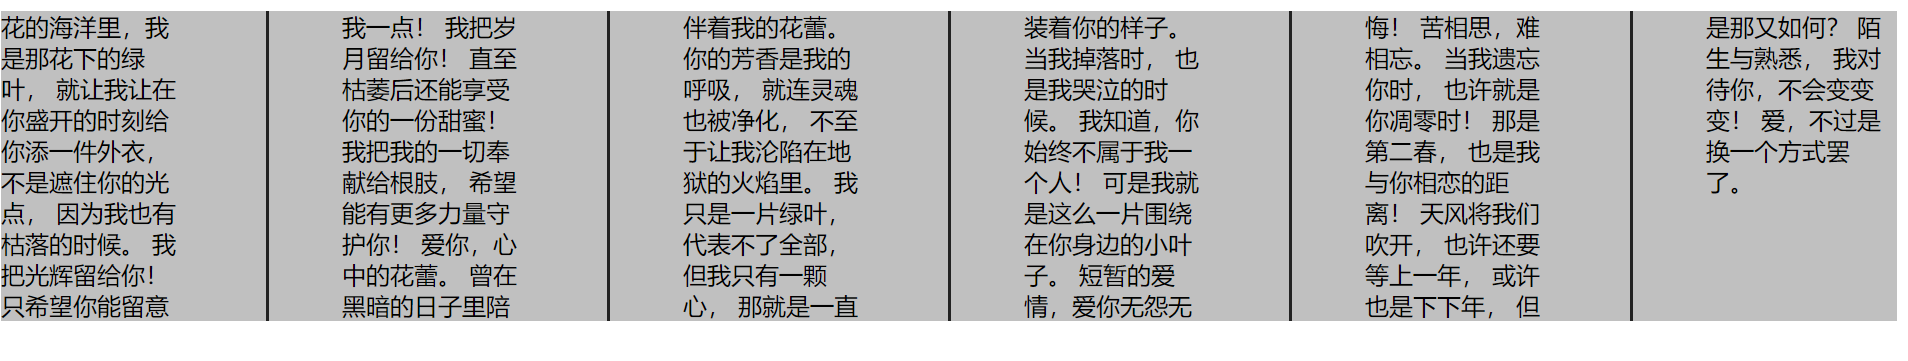 花的海洋里，我
是那花下的绿
叶， 就让我让在
你盛开的时刻给
你添一件外衣，
不是遮住你的光
点， 因为我也有
枯落的时候。 我
把光辉留给你！
只希望你能留意
我一点！ 我把岁
月留给你！ 直至
枯萎后还能享受
你的一份甜蜜！
我把我的一切奉
献给根肢， 希望
能有更多力量守
护你！ 爱你，心
中的花蕾。 曾在
黑暗的日子里陪
伴着我的花蕾。
你的芳香是我的
呼吸， 就连灵魂
也被净化， 不至
于让我沦陷在地
狱的火焰里。 我
只是一片绿叶，
代表不了全部，
但我只有一颗
心， 那就是一直
装着你的样子。
当我掉落时， 也
是我哭泣的时
候。 我知道，你
始终不属于我一
个人！ 可是我就
是这么一片围绕
在你身边的小叶
子。 短暂的爱
情，爱你无怨无
悔！ 苦相思，难
相忘。 当我遗忘
你时， 也许就是
你凋零时！ 那是
第二春， 也是我
与你相恋的距
离！ 天风将我们
吹开， 也许还要
等上一年， 或许
也是下下年， 但
是那又如何？ 陌
生与熟悉， 我对
待你，不会变变
变！ 爱，不过是
换一个方式罢
了。